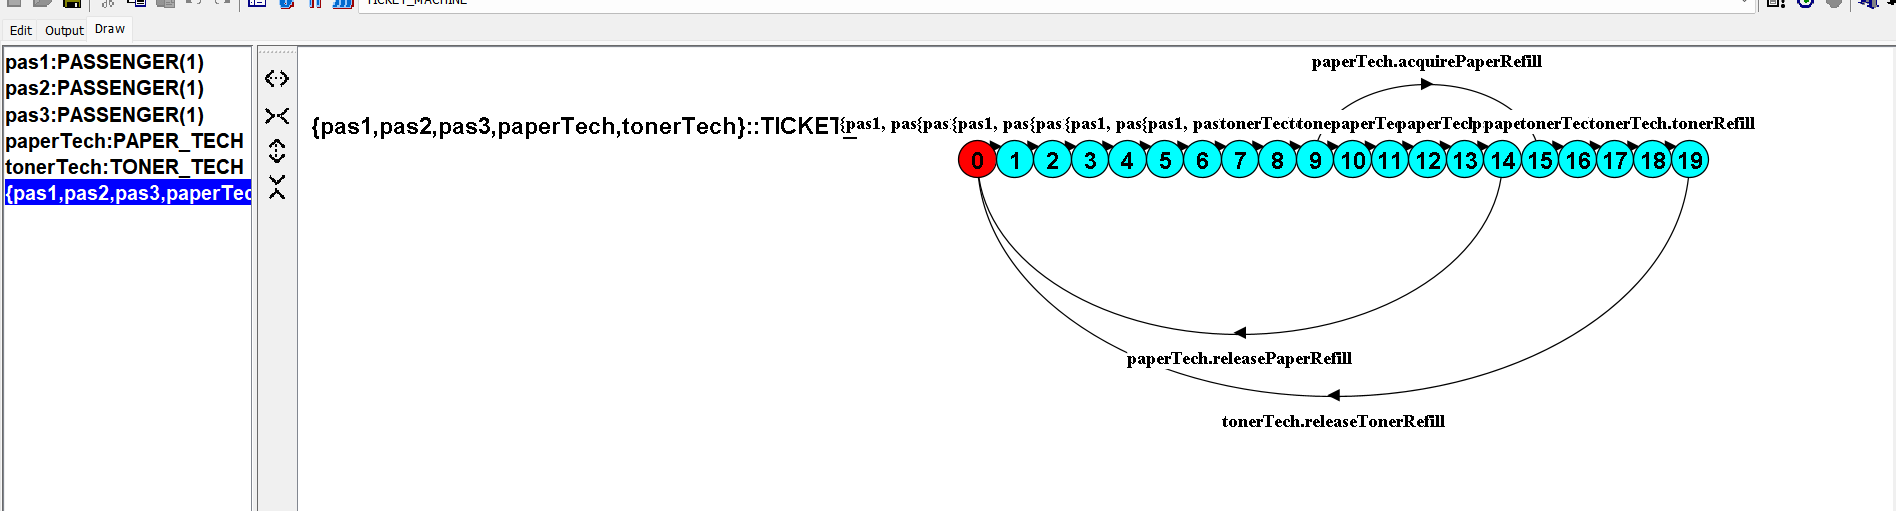 TICKET_MACHINE
Edit Output Draw
pas1:PASSENGER(1)
pas2:PASSENGER(1)
pas3:PASSENGER(1)
paperTech:PAPER_TECH
tonerTech:TONER_TECH
{pas1,pas2,pas3,paperTec
paperTech.acquirePaperRefill
{pas1,pas2,pas3,paperTech,tonerTech}::TICKET_
{pas1, pas{pas{pas1, pas{pas{pas1, pas{pas1, pastonerTecttonepaperTepaperTechppapetonerTectonerTech.tonerRefill
0 1 2 3 4 5 6 7 8 9 10 11 12 13 14 15 16 17 18 19
paperTech.releasePaperRefill
tonerTech.releaseTonerRefill